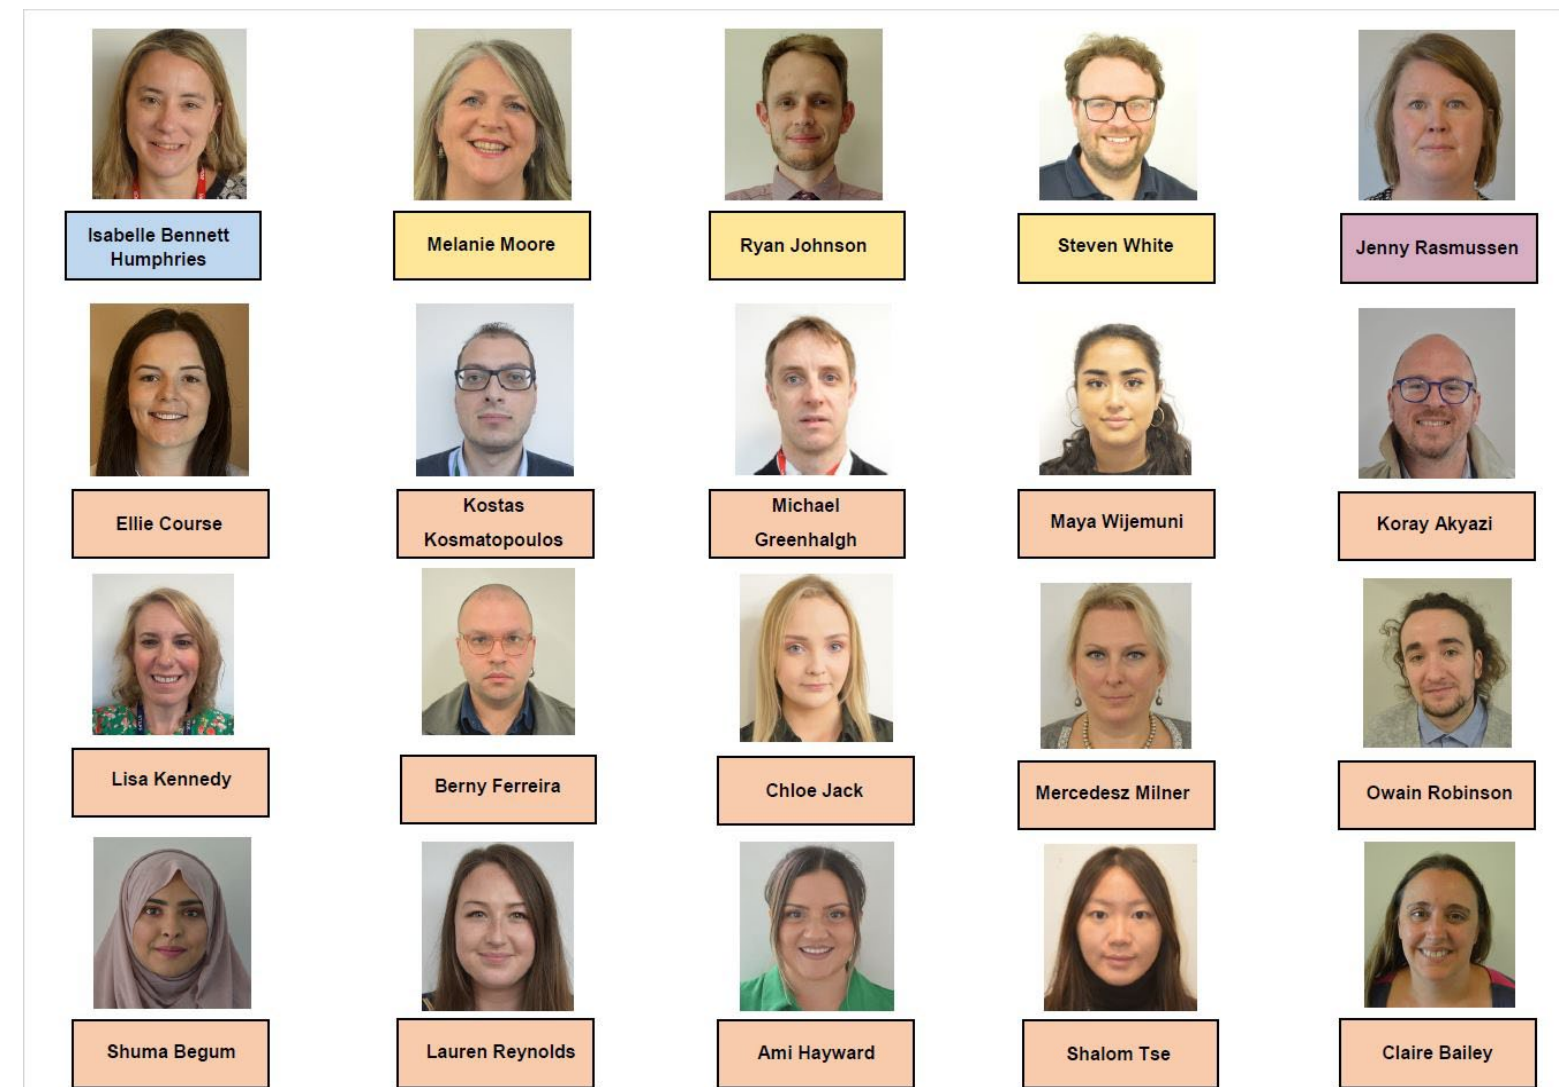 Isabelle Bennett
Humphries
Melanie Moore
Ryan Johnson
Steven White
Jenny Rasmussen
Ellie Course
Kostas
Kosmatopoulos
Michael
Greenhalgh
Maya Wijemuni
Koray Akyazi
Lisa Kennedy
Berny Ferreira
Chloe Jack
Mercedesz Milner
Owain Robinson
Shuma Begum
Lauren Reynolds
Ami Hayward
Shalom Tse
Claire Bailey